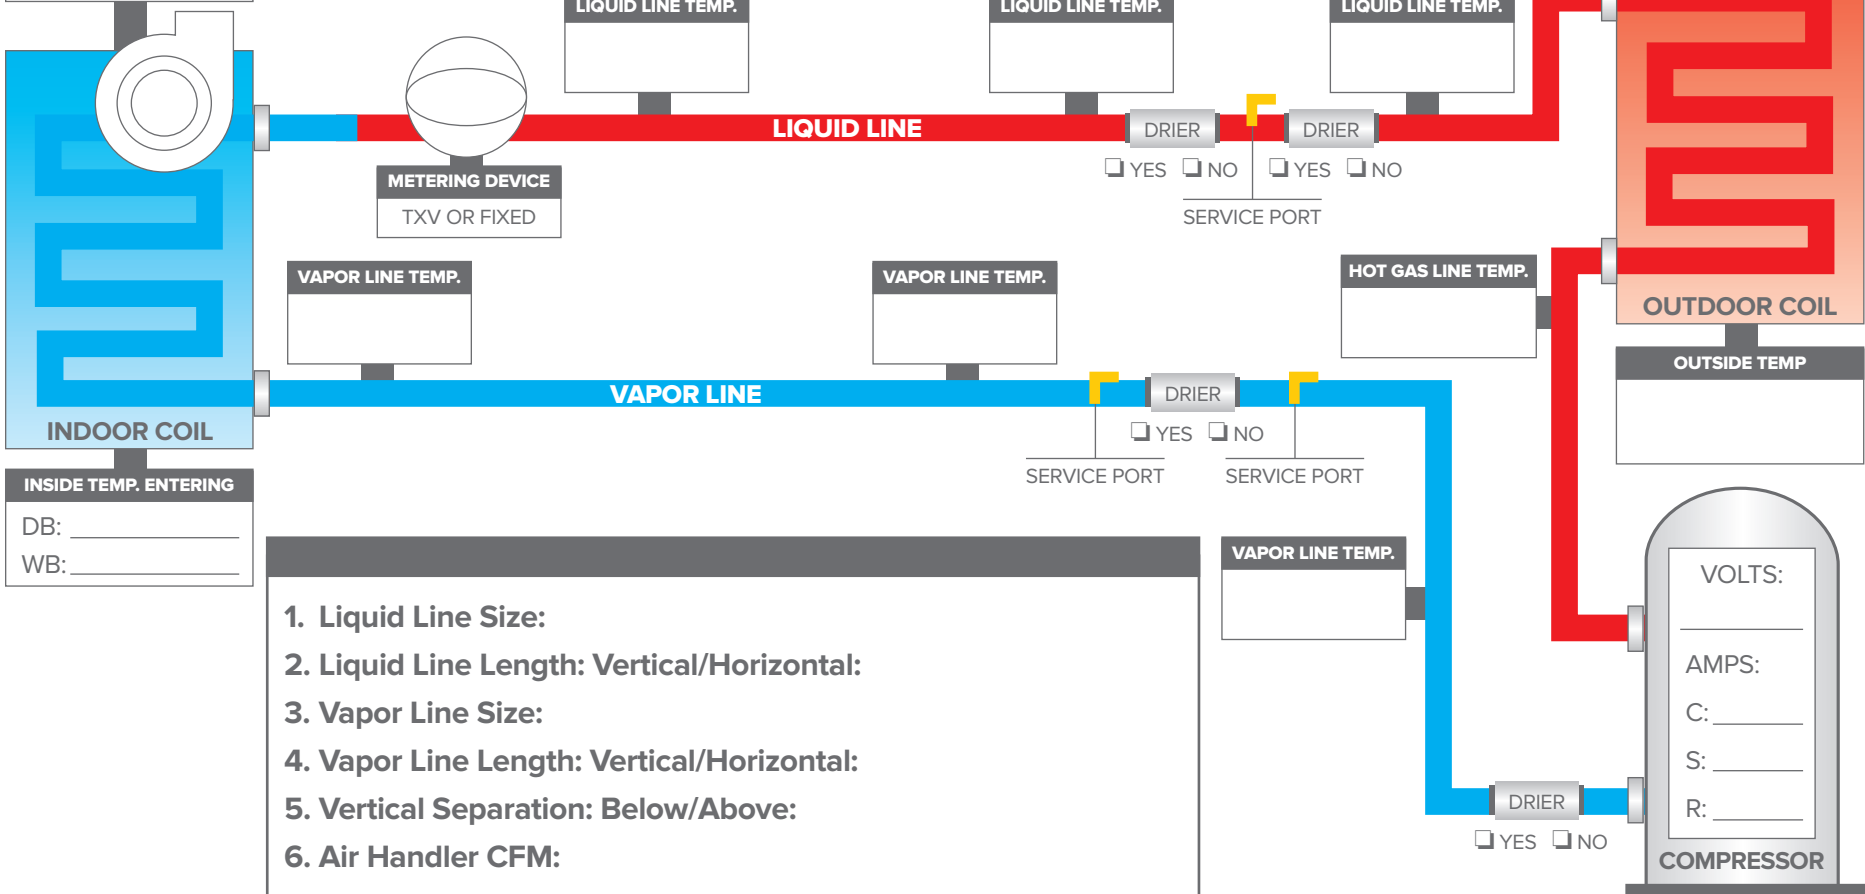 LIQUID LINE TEMP.
LIQUID LINE TEMP.
LIQUID LINE TEMP.
LIQUID LINE
DRIER
DRIER
YES
NO
YES
NO
METERING DEVICE
TXV OR FIXED
SERVICE PORT
VAPOR LINE TEMP.
VAPOR LINE TEMP.
HOT GAS LINE TEMP.
OUTDOOR COIL
OUTSIDE TEMP
VAPOR LINE
DRIER
YES
NO
INDOOR COIL
SERVICE PORT
SERVICE PORT
INSIDE TEMP. ENTERING
DB:
WB:
VAPOR LINE TEMP.
VOLTS:
AMPS:
C:
S:
R:
COMPRESSOR
DRIER
YES
NO
1. Liquid Line Size:
2. Liquid Line Length: Vertical/Horizontal:
3. Vapor Line Size:
4. Vapor Line Length: Vertical/Horizontal:
5. Vertical Separation: Below/Above:
6. Air Handler CFM: